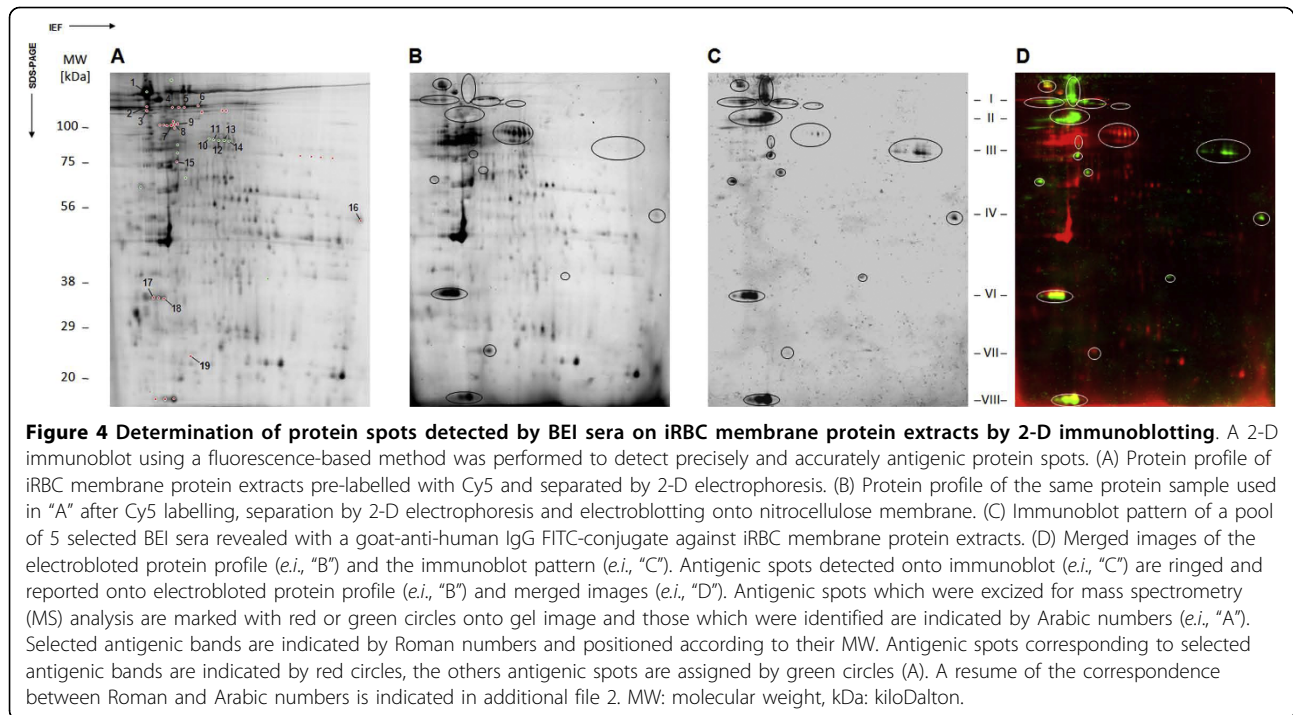 IEF
SDS-PAGE
MW
[kDa]
A
B
C
D
100
75
56
38
29
20
1
2
3
4
5
6
7
8
9
10
11
12
13
14
15
16
17
18
19
– I –
– II –
– III –
– IV –
– VI –
– VII –
–VIII–
Figure 4 Determination of protein spots detected by BEI sera on iRBC membrane protein extracts by 2-D immunoblotting. A 2-D
immunoblot using a fluorescence-based method was performed to detect precisely and accurately antigenic protein spots. (A) Protein profile of
iRBC membrane protein extracts pre-labelled with Cy5 and separated by 2-D electrophoresis. (B) Protein profile of the same protein sample used
in “A” after Cy5 labelling, separation by 2-D electrophoresis and electroblotting onto nitrocellulose membrane. (C) Immunoblot pattern of a pool
of 5 selected BEI sera revealed with a goat-anti-human IgG FITC-conjugate against iRBC membrane protein extracts. (D) Merged images of the
electrobloted protein profile (e.i., “B”) and the immunoblot pattern (e.i., “C”). Antigenic spots detected onto immunoblot (e.i., “C”) are ringed and
reported onto electrobloted protein profile (e.i., “B”) and merged images (e.i., “D”). Antigenic spots which were excized for mass spectrometry
(MS) analysis are marked with red or green circles onto gel image and those which were identified are indicated by Arabic numbers (e.i., “A”).
Selected antigenic bands are indicated by Roman numbers and positioned according to their MW. Antigenic spots corresponding to selected
antigenic bands are indicated by red circles, the others antigenic spots are assigned by green circles (A). A resume of the correspondence
between Roman and Arabic numbers is indicated in additional file 2. MW: molecular weight, kDa: kiloDalton.